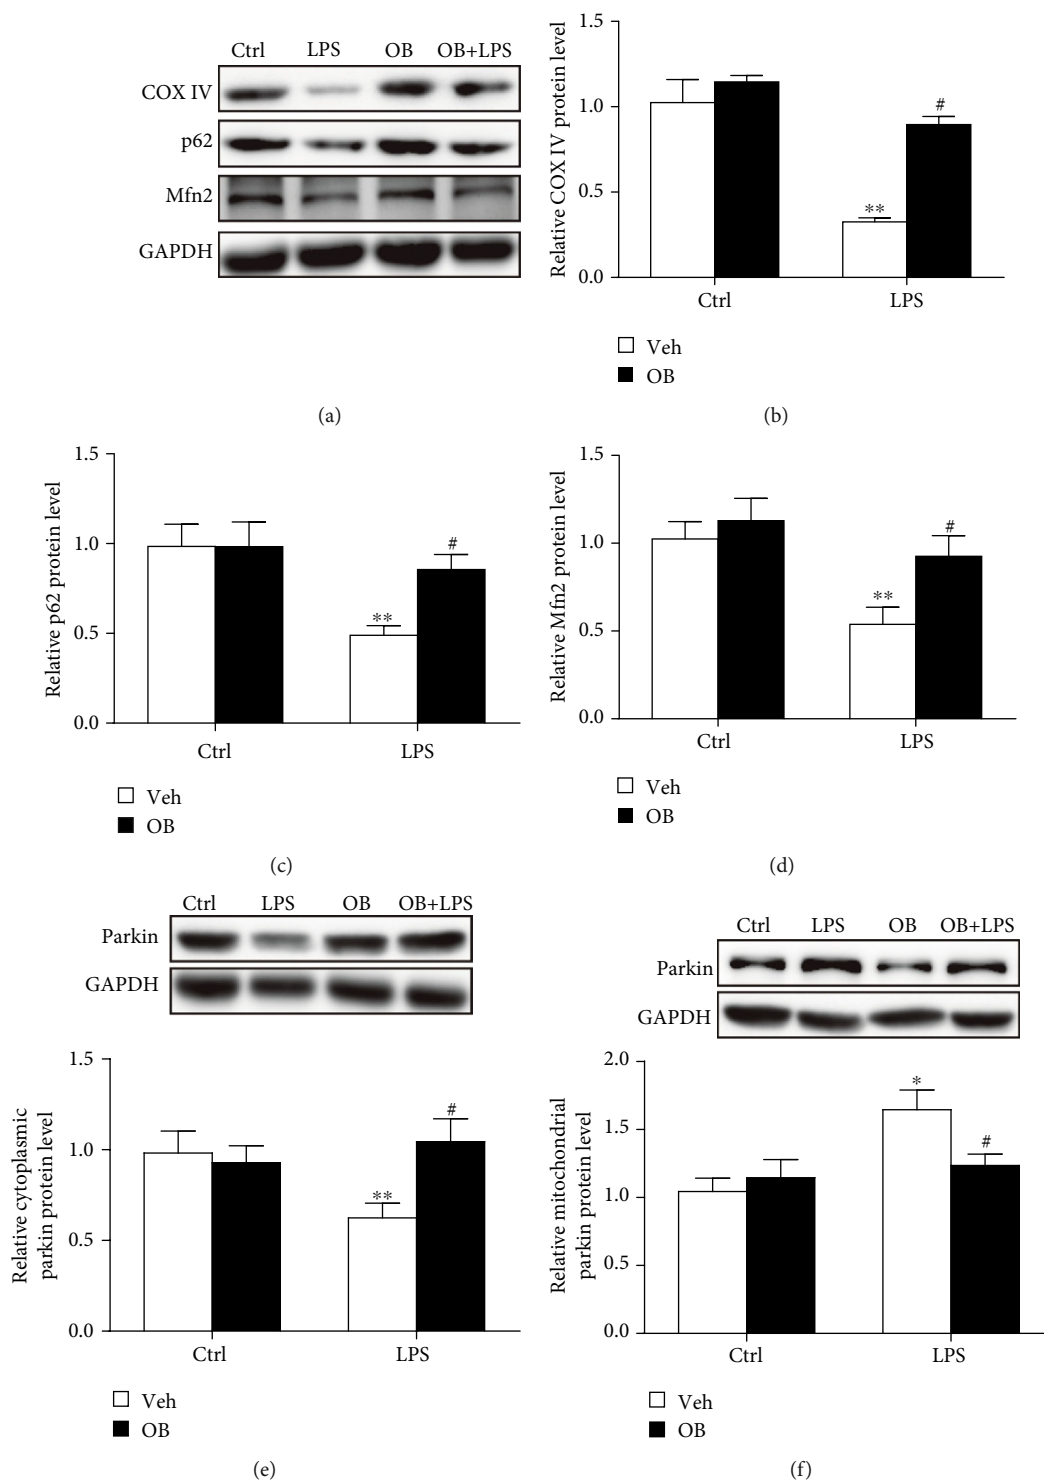 Ctrl LPS OB OB+LPS
COX IV
p62
Mfn2
GAPDH
(a)
Relative COX IV protein level
1.5
1.0
0.5
0.0
**
#
Ctrl LPS
Veh
OB
(b)
Relative p62 protein level
1.5
1.0
0.5
0.0
**
#
Ctrl LPS
Veh
OB
(c)
Relative Mfn2 protein level
1.5
1.0
0.5
0.0
**
#
Ctrl LPS
Veh
OB
(d)
Ctrl LPS OB OB+LPS
Parkin
GAPDH
Relative cytoplasmic
parkin protein level
1.5
1.0
0.5
0.0
**
#
Ctrl LPS
Veh
OB
(e)
Ctrl LPS OB OB+LPS
Parkin
GAPDH
Relative mitochondrial
parkin protein level
2.0
1.5
1.0
0.5
0.0
*
#
Ctrl LPS
Veh
OB
(f)